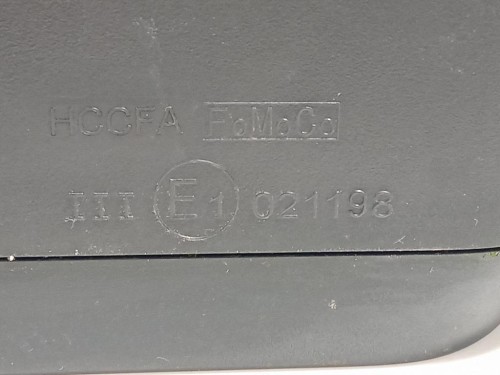 HCCFA FoMoCo
III E1 021198